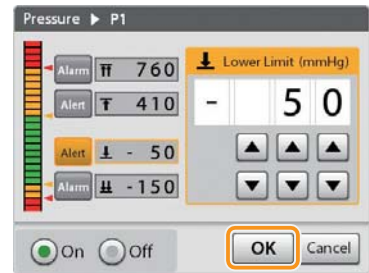 Pressure ▶ P1
Alarm 760
Alert 410
Alert - 50
Alarm -150
Lower Limit (mmHg)
- 50
On Off
OK Cancel